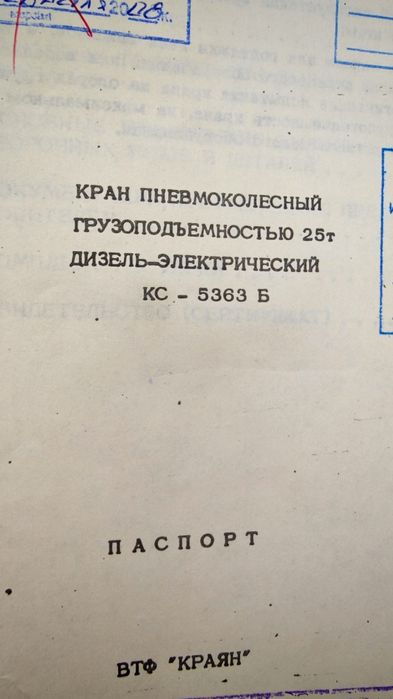 КРАН ПНЕВМОКОЛЕСНЫЙ
ГРУЗОПОДЪЕМНОСТЬЮ 25т
ДИЗЕЛЬ-ЭЛЕКТРИЧЕСКИЙ
КС - 5363 Б
ПАСПОРТ
ВТФ "КРАЯН"